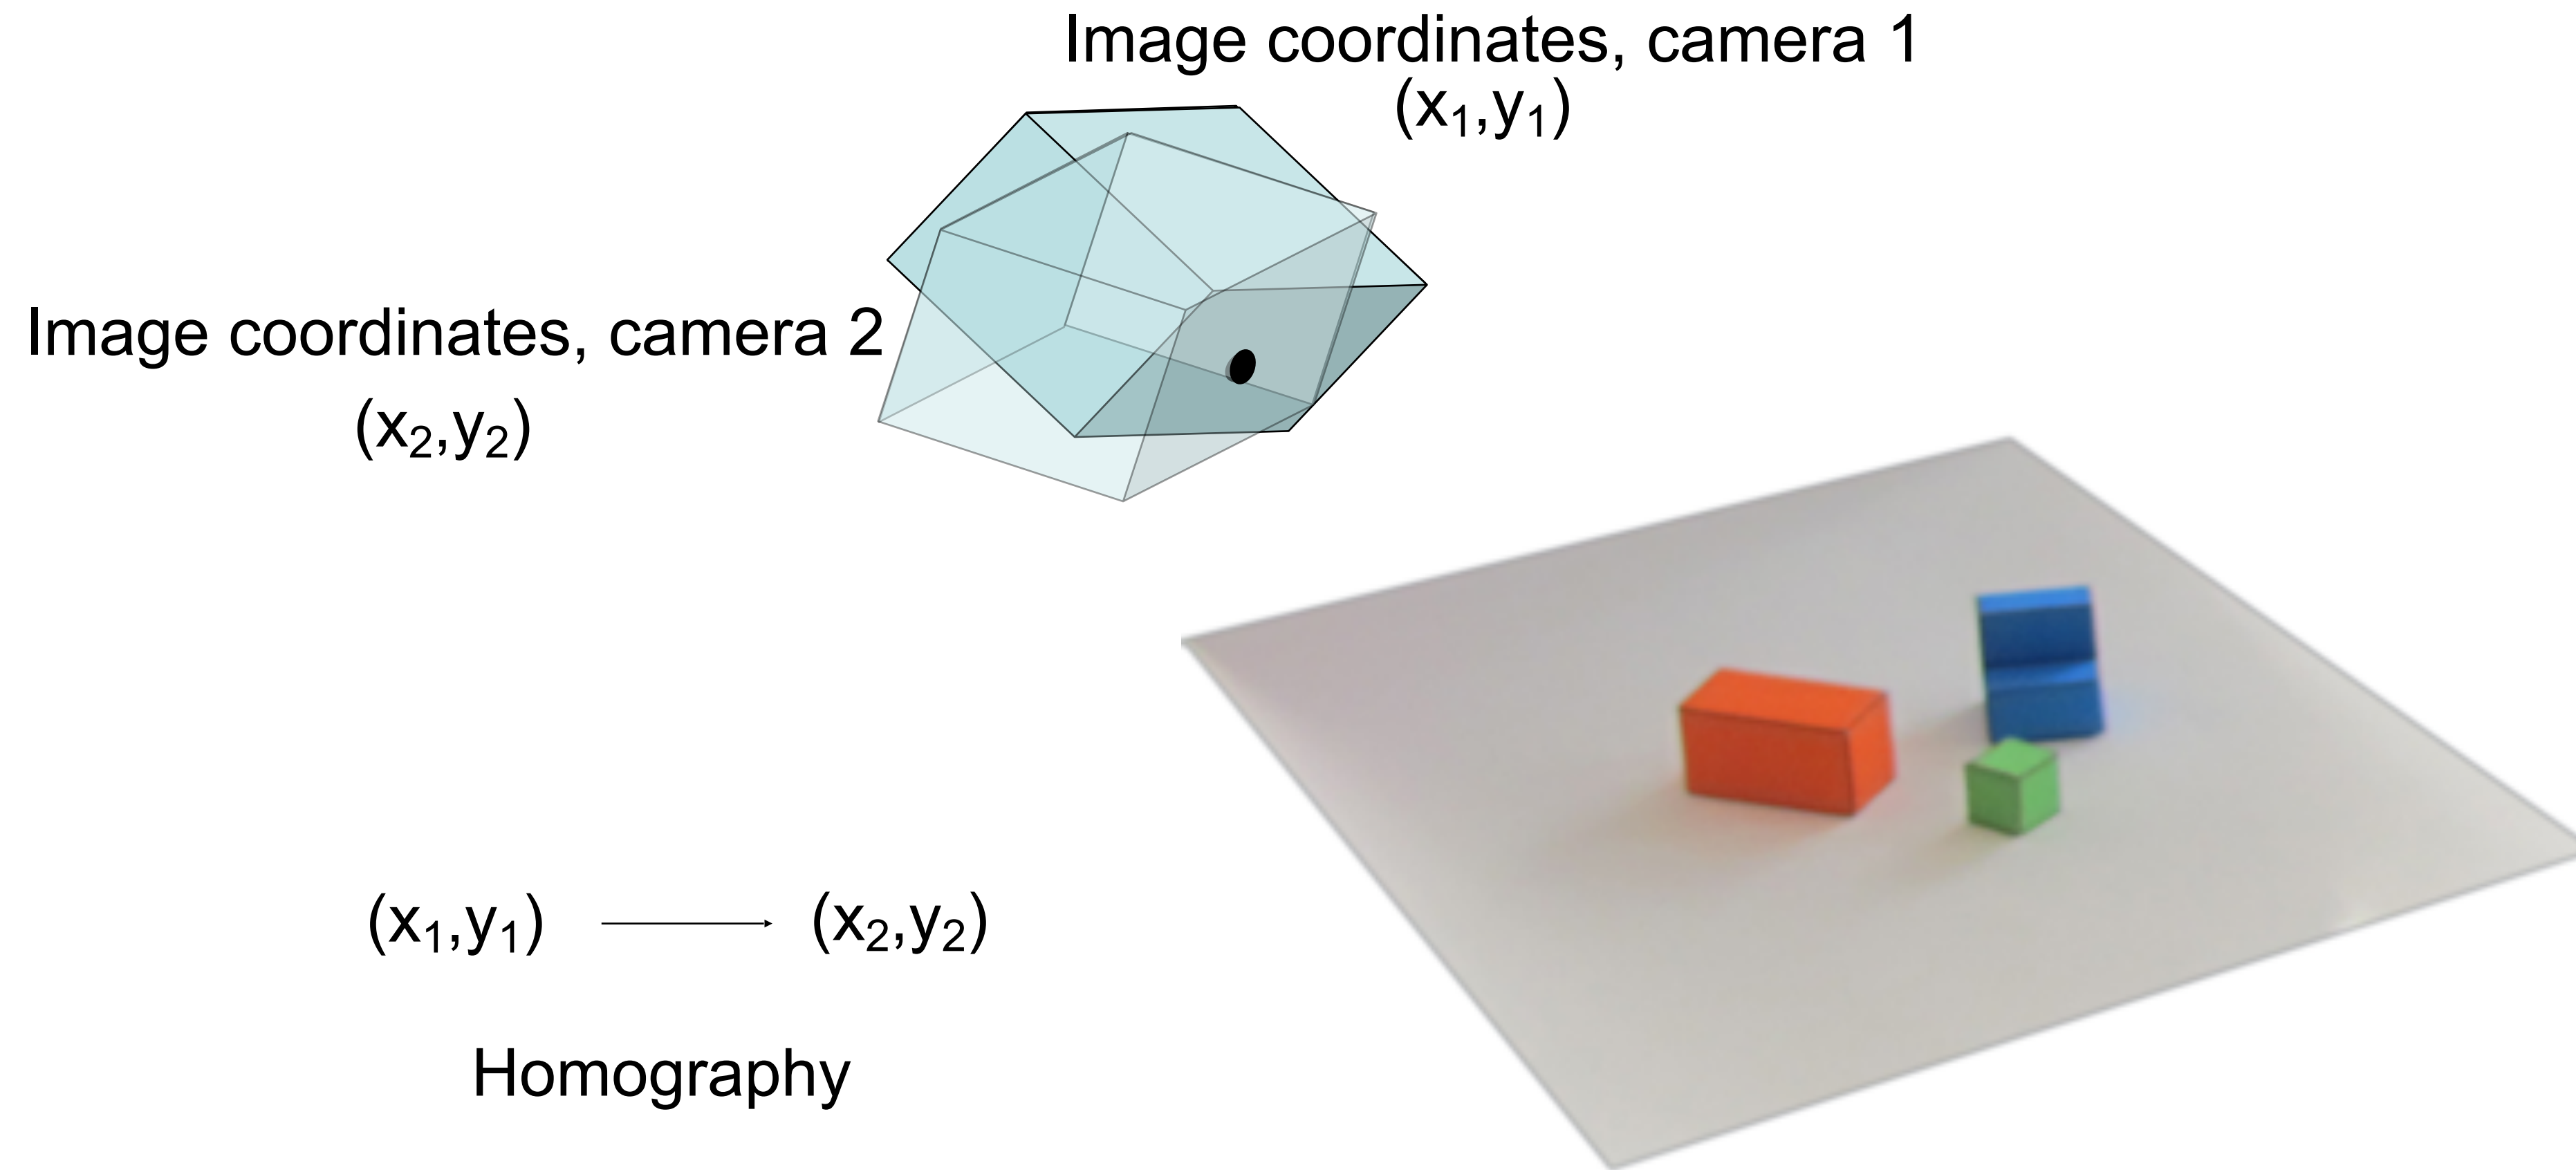 Image coordinates, camera 1
(x₁,y₁)
Image coordinates, camera 2
(x₂,y₂)
(x₁,y₁) → (x₂,y₂)
Homography